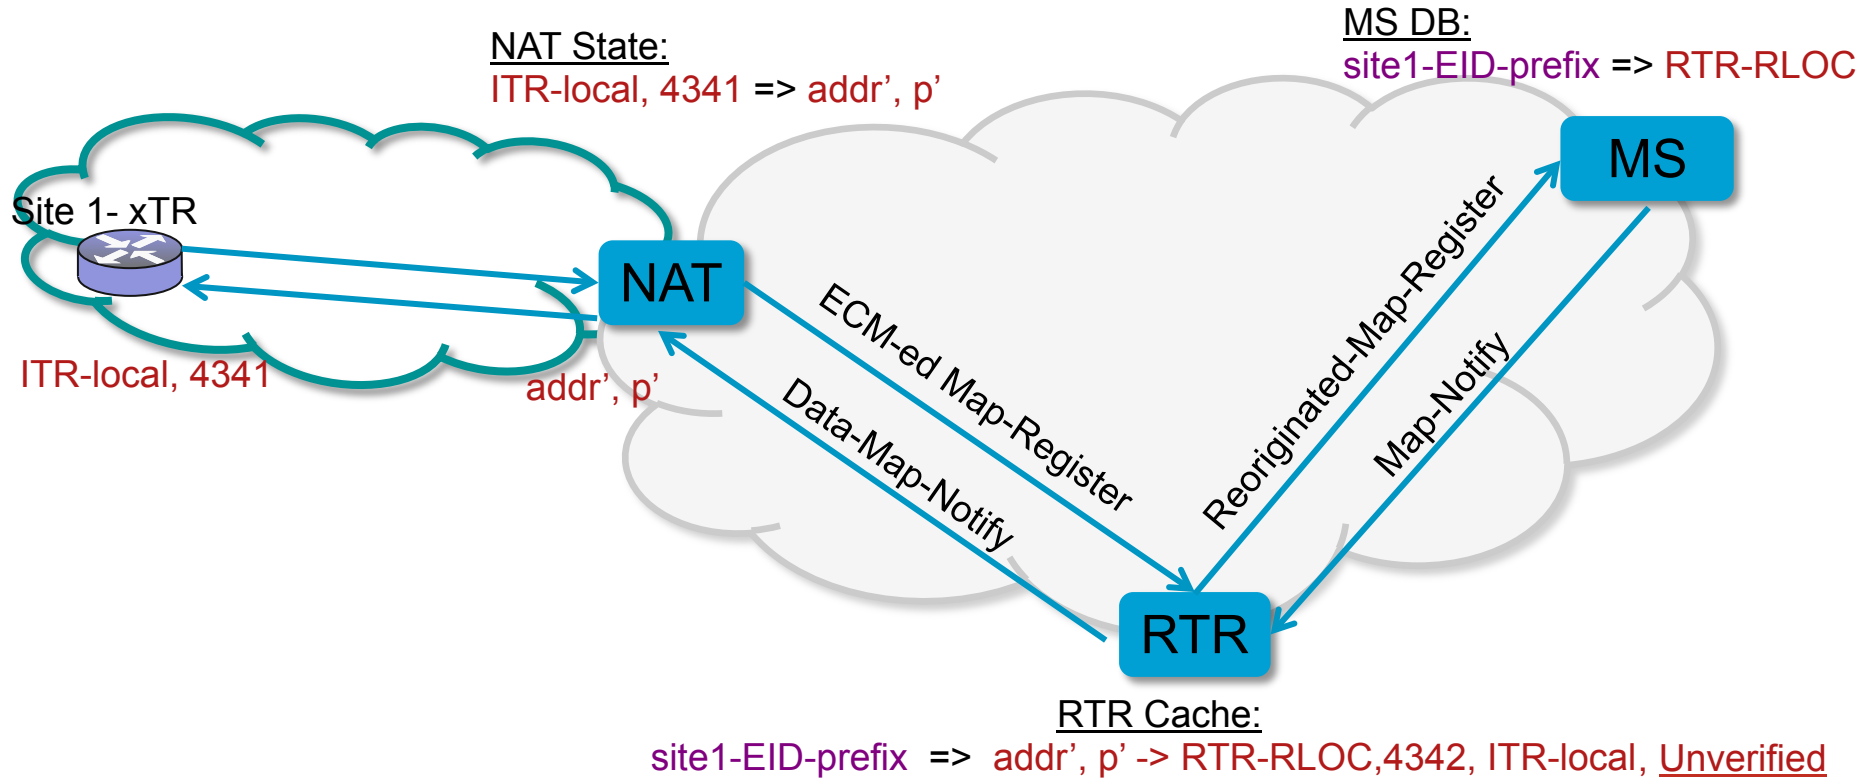 NAT State:
ITR-local, 4341 => addr’, p’
MS DB:
site1-EID-prefix => RTR-RLOC
MS
Site 1- xTR
NAT
ITR-local, 4341
addr’, p’
ECM-ed Map-Register
Data-Map-Notify
Reoriginated-Map-Register
Map-Notify
RTR
RTR Cache:
site1-EID-prefix => addr’, p’ -> RTR-RLOC,4342, ITR-local, Unverified